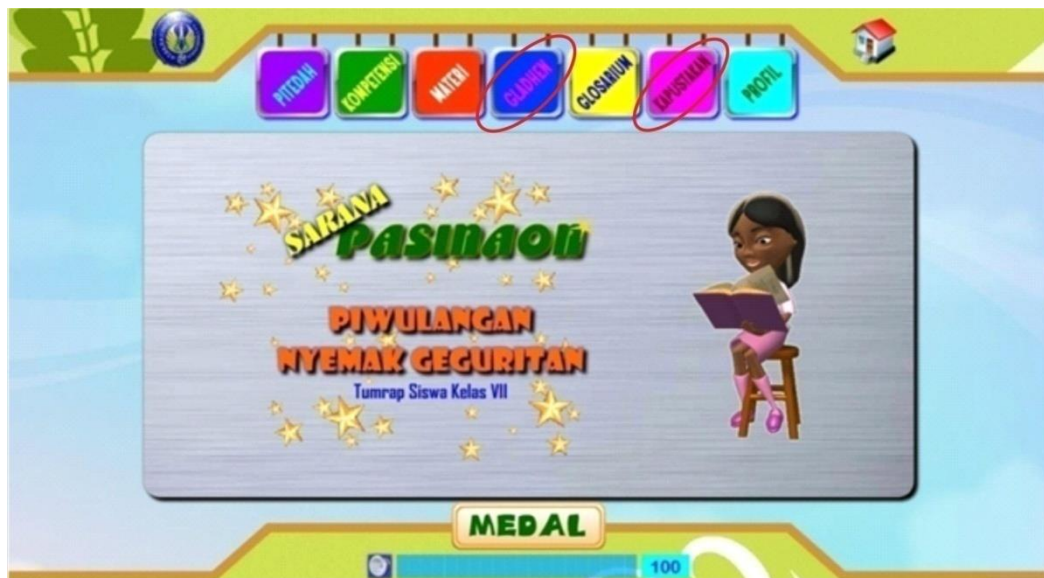 PITEDAH
KOMPETENSI
MATERI
GLADHEN
GLOSARIUM
KAPUSTAKAN
PROFIL
SARANA
PASINAON
PIWULANGAN
NYEMAK GEGURITAN
Tumrap Siswa Kelas VII
MEDAL
100